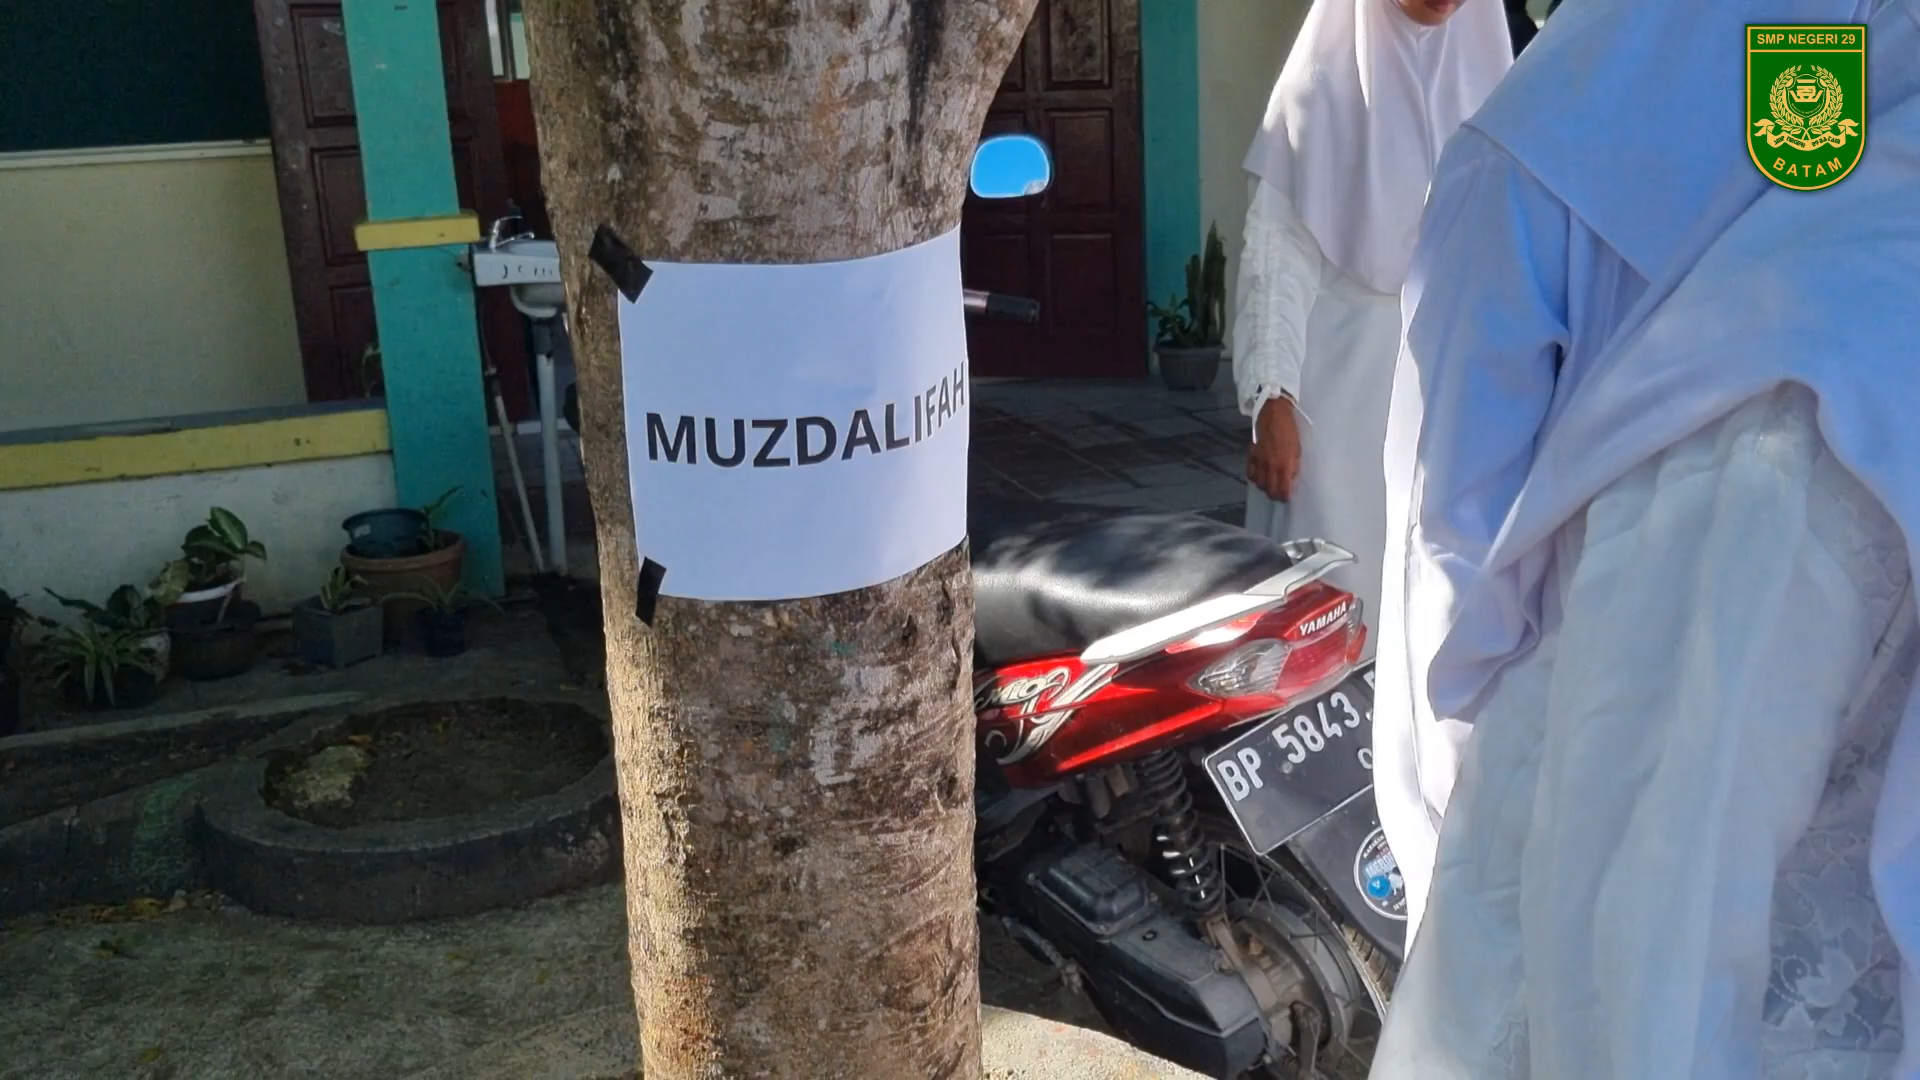 SMP NEGERI 29
BATAM
MUZDALIFAH
YAMAHA
BP 5843